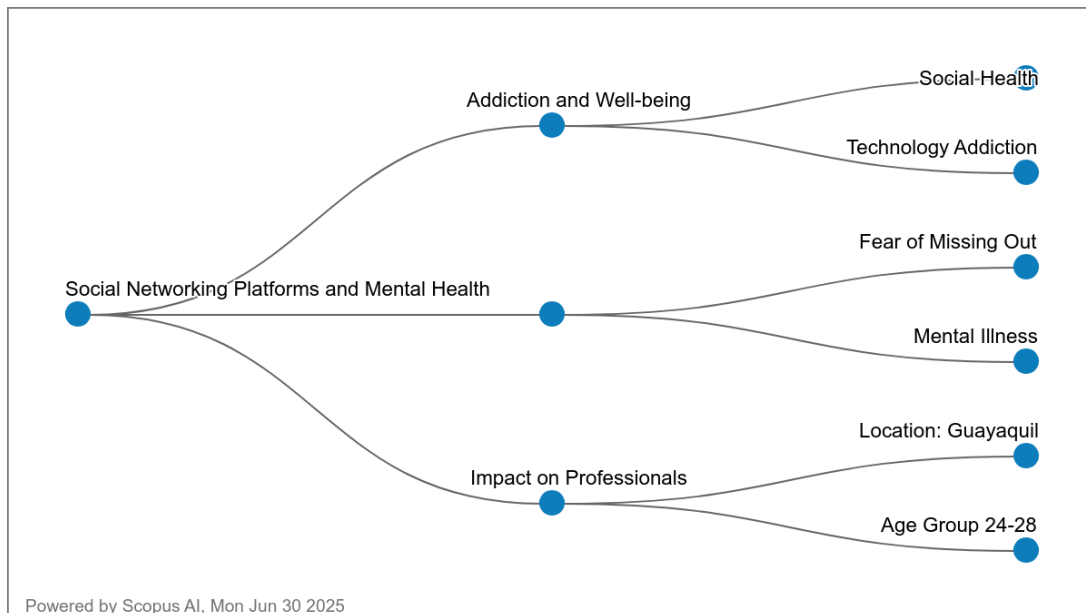 Social Health
Addiction and Well-being
Technology Addiction
Fear of Missing Out
Social Networking Platforms and Mental Health
Mental Illness
Location: Guayaquil
Impact on Professionals
Age Group 24-28
Powered by Scopus AI, Mon Jun 30 2025